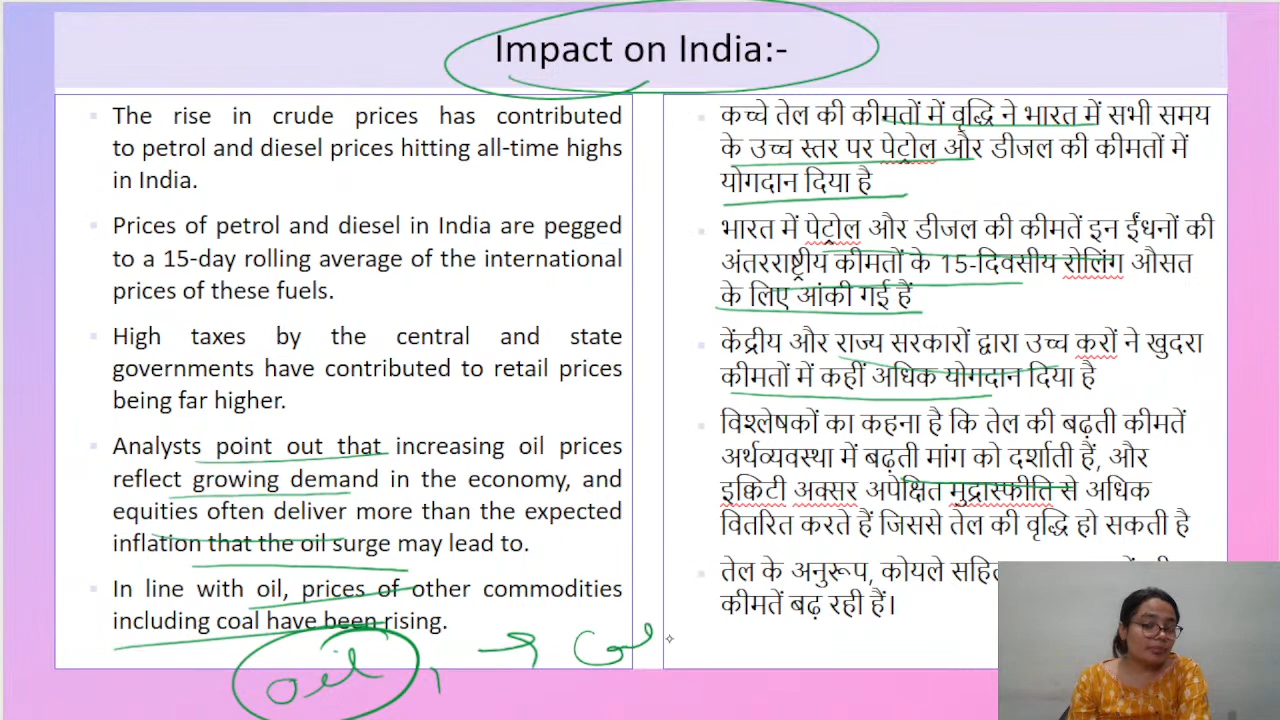 Impact on India:-
The rise in crude prices has contributed
to petrol and diesel prices hitting all-time highs
in India.
Prices of petrol and diesel in India are pegged
to a 15-day rolling average of the international
prices of these fuels.
High taxes by the central and state
governments have contributed to retail prices
being far higher.
Analysts point out that increasing oil prices
reflect growing demand in the economy, and
equities often deliver more than the expected
inflation that the oil surge may lead to.
In line with oil, prices of other commodities
including coal have been rising.
oil
कच्चे तेल की कीमतों में वृद्धि ने भारत में सभी समय
के उच्च स्तर पर पेट्रोल और डीजल की कीमतों में
योगदान दिया है
भारत में पेट्रोल और डीजल की कीमतें इन ईंधनों की
अंतरराष्ट्रीय कीमतों के 15-दिवसीय रोलिंग औसत
के लिए आंकी गई हैं
केंद्रीय और राज्य सरकारों द्वारा उच्च करों ने खुदरा
कीमतों में कहीं अधिक योगदान दिया है
विश्लेषकों का कहना है कि तेल की बढ़ती कीमतें
अर्थव्यवस्था में बढ़ती मांग को दर्शाती हैं, और
इक्विटी अक्सर अपेक्षित मुद्रास्फीति से अधिक
वितरित करते हैं जिससे तेल की वृद्धि हो सकती है
तेल के अनुरूप, कोयले
कीमतें बढ़ रही हैं।